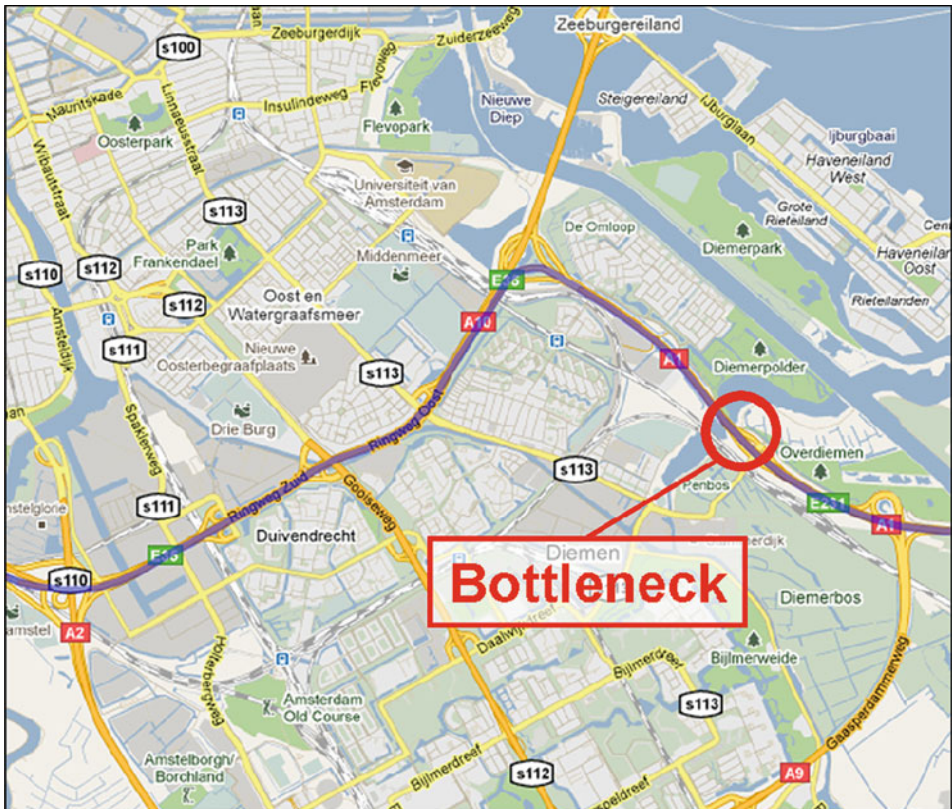 Zeeburgereiland
Zeeburgerdijk
Zuiderzeeweg
s100
Flevoweg
Mauritskade
Linnaeusstraat
Insulindeweg
Nieuwe
Diep
Steigereiland
IJburglaan
Oosterpark
Flevopark
Ijburgbaai
Wibautstraat
Haveneiland
West
Universiteit van
Amsterdam
s113
Grote
Rieteiland
De Omloop
Diemerpark
Park
Frankendael
Middenmeer
Haveneiland
Oost
s110
s112
Rieteilanden
Amsteldijk
s112
Oost en
Watergraafsmeer
A10
s111
Nieuwe
Oosterbegraafplaats
s113
A1
Diemerpolder
Drie Burg
Ringweg Oost
Spaklerweg
Overdiemen
s113
Penbos
Ringweg Zuid
Gooiseweg
s111
E231
A1
Duivendrecht
Diemen
Bottleneck
s110
Diemerbos
A2
Daalwijkdreef
Holterbergweg
Bijlmerdreef
Bijlmerweide
Gaasperdammerweg
Amsterdam
Old Course
s113
Amstelborgh/
Borchland
Bijlmerdreef
s112
A9